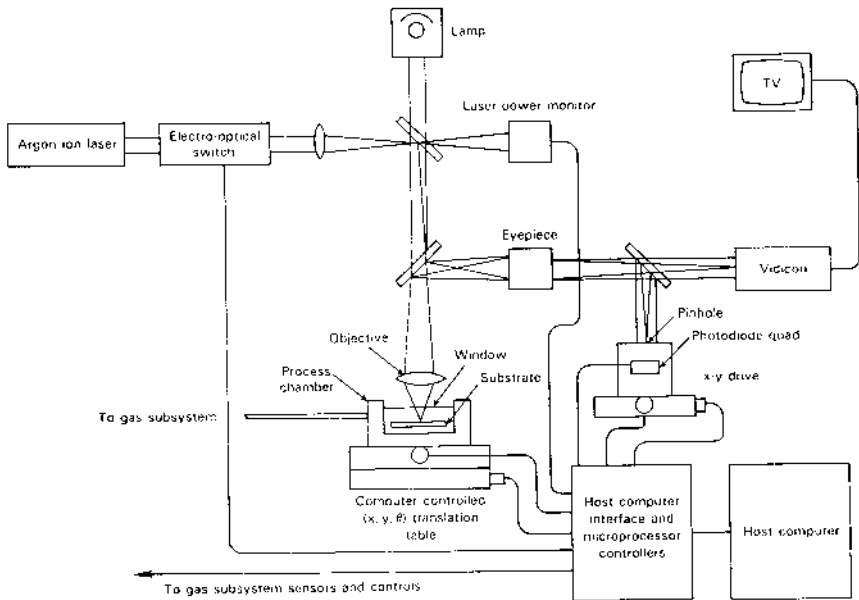 Lamp
TV
Laser power monitor
Argon ion laser
Electro-optical
switch
Eyepiece
Vidicon
Pinhole
Photodiode quad
Objective
Window
Process
chamber
Substrate
x-y drive
To gas subsystem
Computer controlled
(x, y, θ) translation
table
Host computer
interface and
microprocessor
controllers
Host computer
To gas subsystem sensors and controls